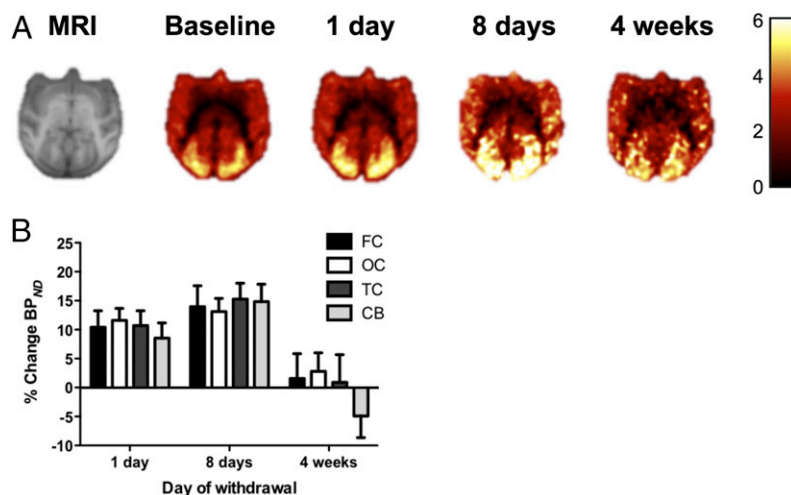 A MRI Baseline 1 day 8 days 4 weeks
6
4
2
0
B
25
20
15
10
5
0
-5
-10
% Change BPND
FC
OC
TC
CB
1 day 8 days 4 weeks
Day of withdrawal